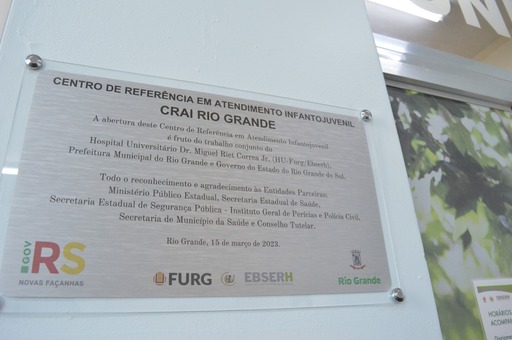 CENTRO DE REFERÊNCIA EM ATENDIMENTO INFANTOJUVENIL
CRAI RIO GRANDE
A abertura deste Centro de Referência em Atendimento Infantojuvenil
é fruto do trabalho conjunto do
Hospital Universitário Dr. Miguel Riet Correa Jr. (HU-Furg/Ebserh),
Prefeitura Municipal do Rio Grande e Governo do Estado do Rio Grande do Sul.
Todo o reconhecimento e agradecimento às Entidades Parceiras:
Ministério Público Estadual, Secretaria Estadual de Saúde,
Secretaria Estadual de Segurança Pública - Instituto Geral de Perícias e Polícia Civil,
Secretaria de Município da Saúde e Conselho Tutelar.
Rio Grande, 15 de março de 2023.
GOV RS
NOVAS FAÇANHAS
FURG
EBSERH
Rio Grande
HORÁRIOS
ACOMPA